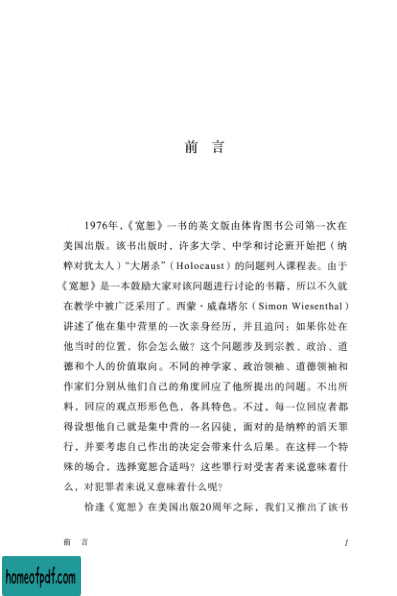 前 言
1976年，《宽恕》一书的英文版由体肯图书公司第一次在
美国出版。该书出版时，许多大学、中学和讨论班开始把（纳
粹对犹太人）“大屠杀”（Holocaust）的问题列入课程表。由于
《宽恕》是一本鼓励大家对该问题进行讨论的书籍，所以不久就
在教学中被广泛采用了。西蒙·威森塔尔（Simon Wiesenthal）
讲述了他在集中营里的一次亲身经历，并且追问：如果你处在
他当时的位置，你会怎么做？这个问题涉及到宗教、政治、道
德和个人的价值取向。不同的神学家、政治领袖、道德领袖和
作家们分别从他们自己的角度回应了他所提出的问题。不出所
料，回应的观点形形色色，各具特色。不过，每一位回应者都
得设想他自己就是集中营的一名囚徒，面对的是纳粹的滔天罪
行，并要考虑自己作出的决定会带来什么后果。在这样一个特
殊的场合，选择宽恕合适吗？这些罪行对受害者来说意味着什
么，对犯罪者来说又意味着什么呢？
恰逢《宽恕》在美国出版20周年之际，我们又推出了该书
前 言 1
homeofpdf.com